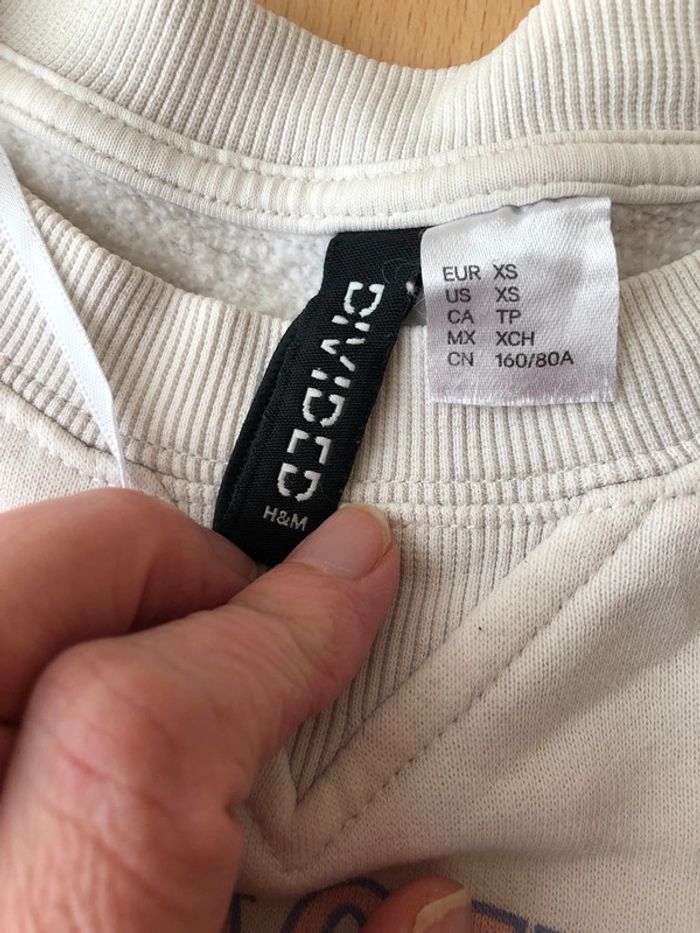 DIVIDED
H&M
EUR XS
US XS
CA TP
MX XCH
CN 160/80A